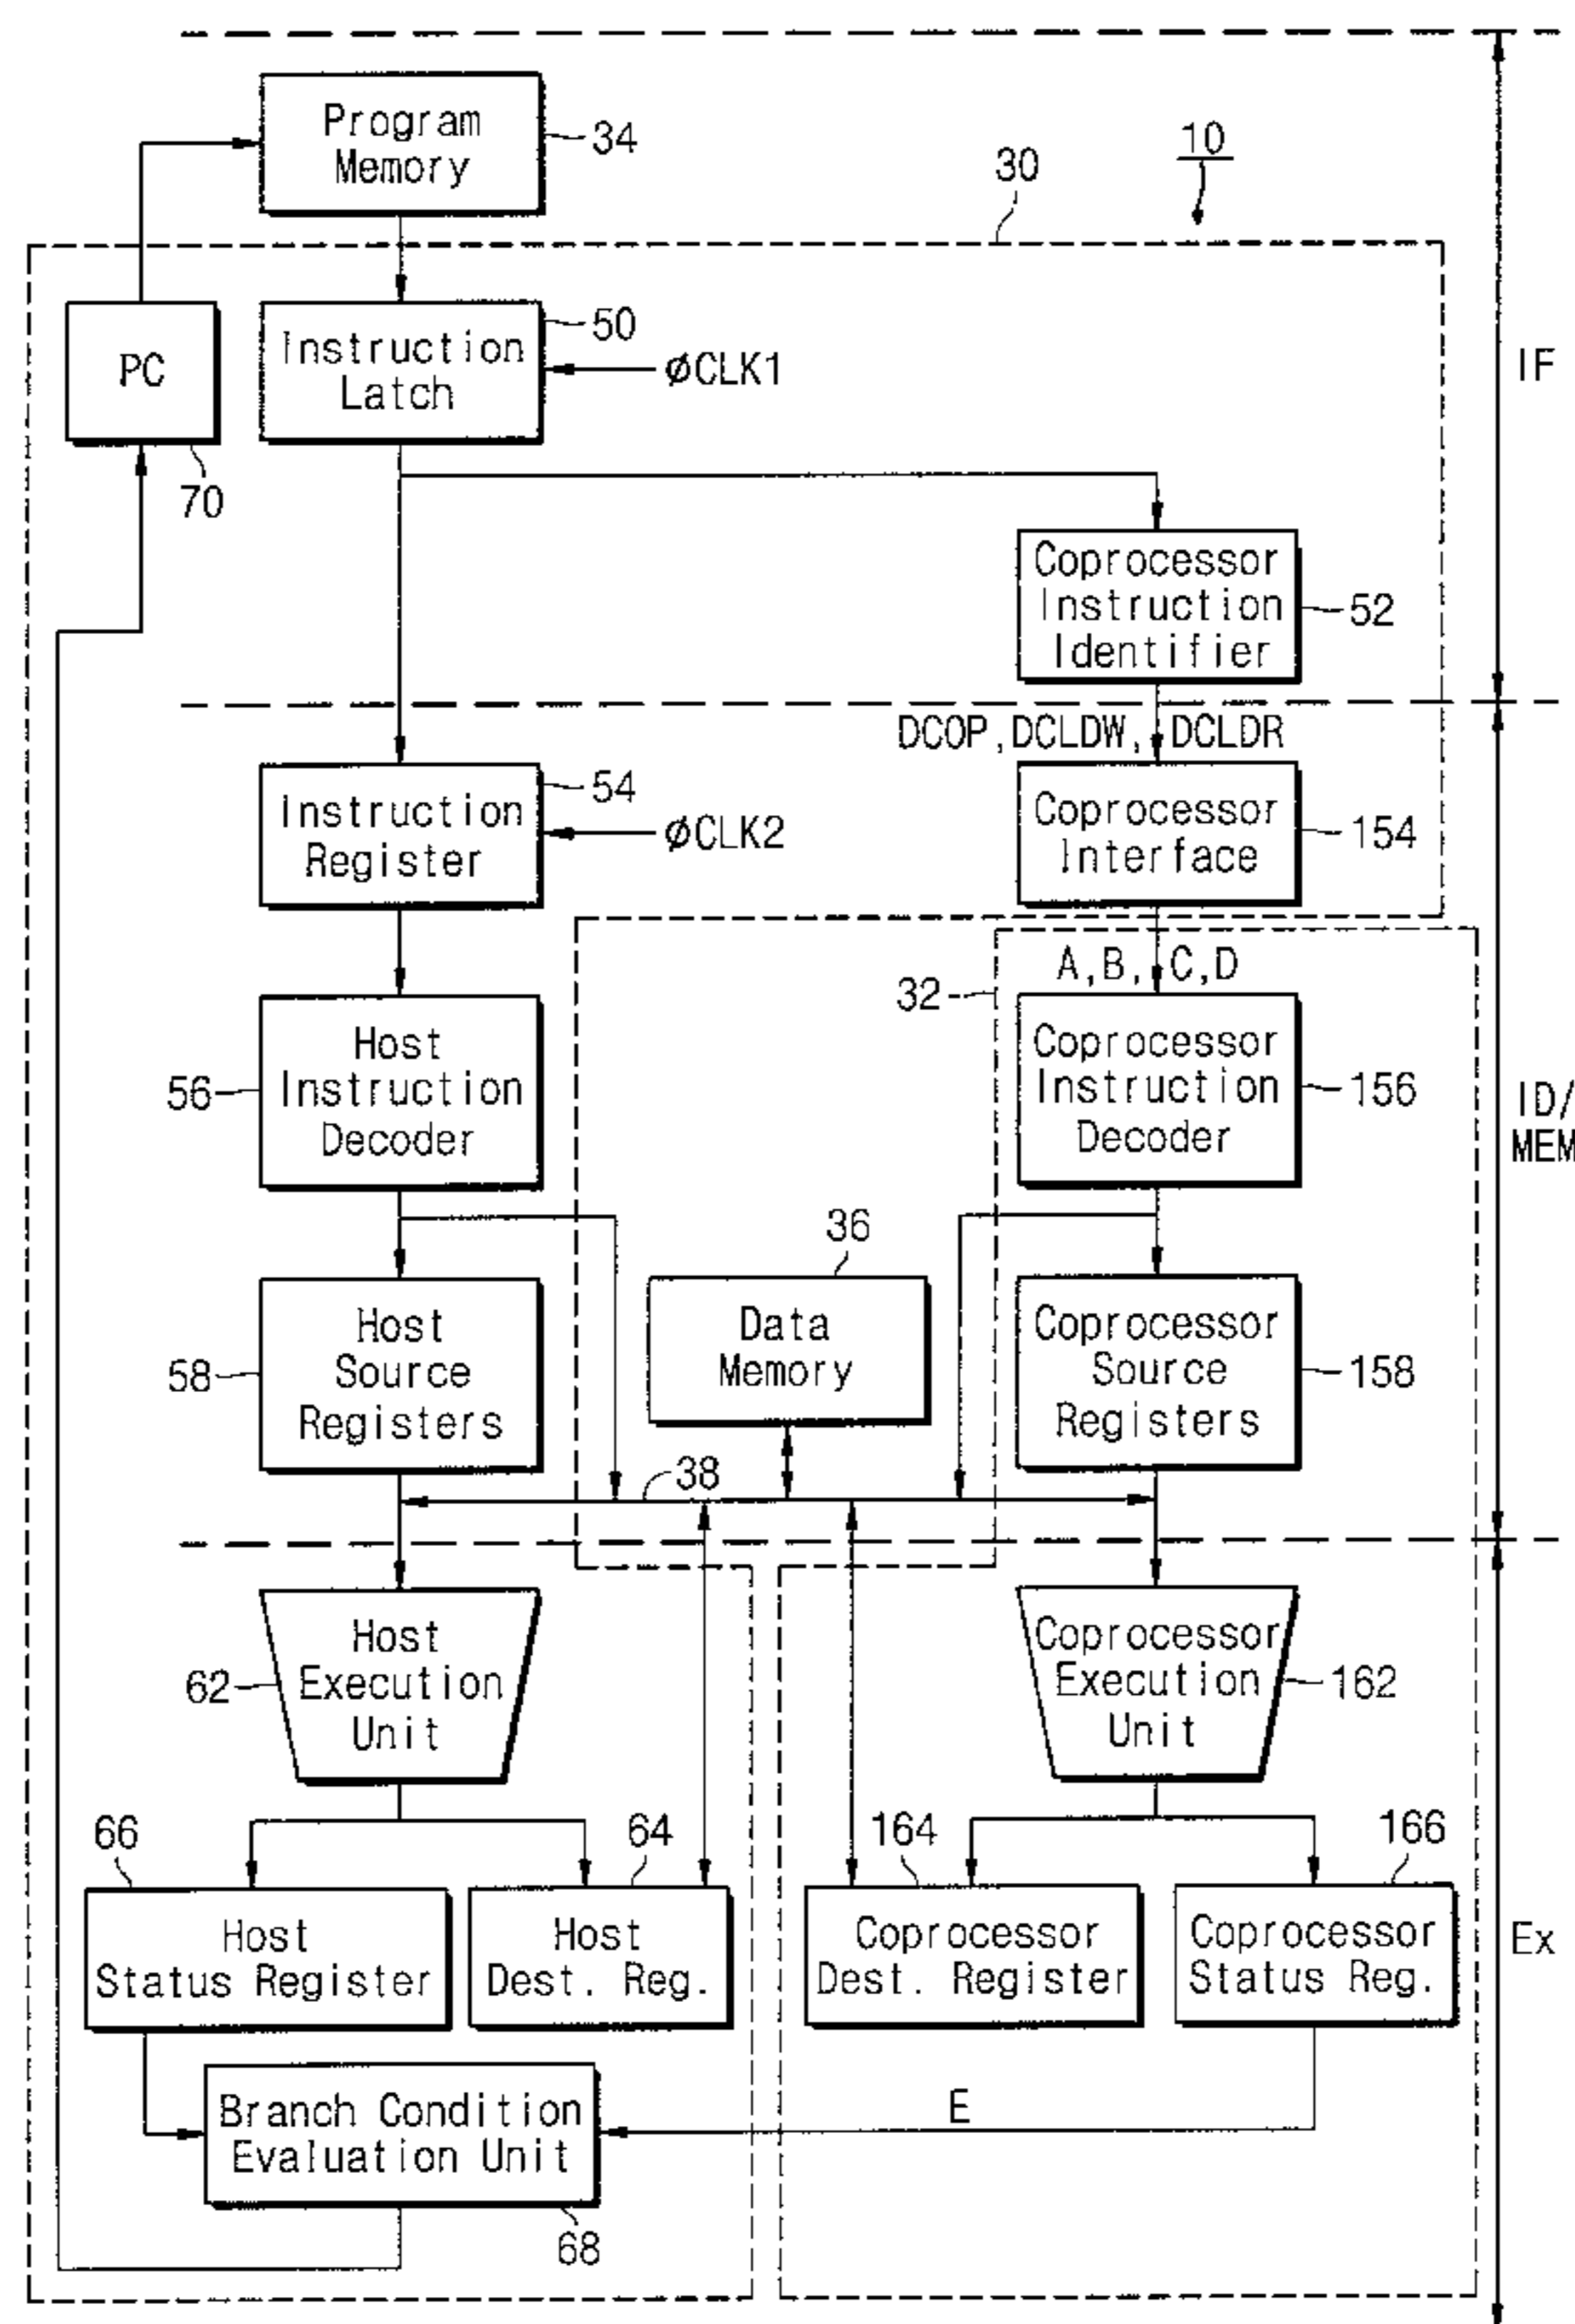 10
Program
Memory
34
30
PC
70
Instruction
Latch
50
øCLK1
IF
Coprocessor
Instruction
Identifier
52
DCOP, DCLDW, DCLDR
Instruction
Register
54
øCLK2
Coprocessor
Interface
154
A,B, C,D
32
Host
Instruction
Decoder
56
Coprocessor
Instruction
Decoder
156
ID/
MEM
Host
Source
Registers
58
Data
Memory
36
Coprocessor
Source
Registers
158
38
Host
Execution
Unit
62
Coprocessor
Execution
Unit
162
66
64
164
166
Host
Status Register
Host
Dest. Reg.
Coprocessor
Dest. Register
Coprocessor
Status Reg.
Ex
Branch Condition
Evaluation Unit
68
E